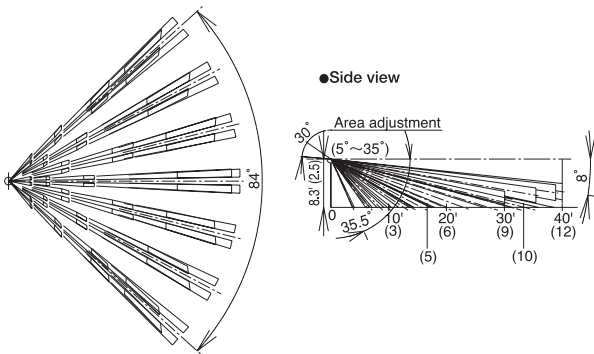 84°
●Side view
30°
Area adjustment
(5°～35°)
8.3' (2.5)
8°
35.5°
0 10' 20' 30' 40'
(3) (6) (9) (12)
(5) (10)